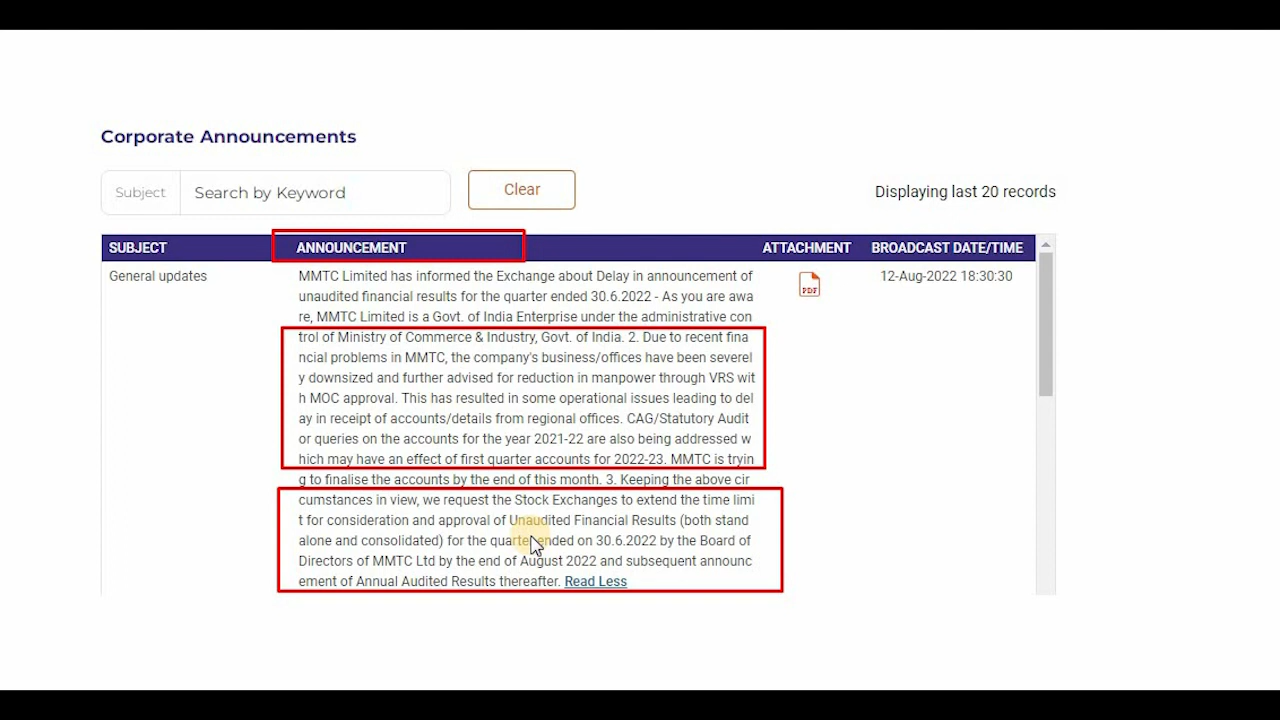 Corporate Announcements
Subject Search by Keyword Clear Displaying last 20 records
SUBJECT ANNOUNCEMENT ATTACHMENT BROADCAST DATE/TIME
General updates MMTC Limited has informed the Exchange about Delay in announcement of PDF 12-Aug-2022 18:30:30
unaudited financial results for the quarter ended 30.6.2022 - As you are awa
re, MMTC Limited is a Govt. of India Enterprise under the administrative con
trol of Ministry of Commerce & Industry, Govt. of India. 2. Due to recent fina
ncial problems in MMTC, the company's business/offices have been severel
y downsized and further advised for reduction in manpower through VRS wit
h MOC approval. This has resulted in some operational issues leading to del
ay in receipt of accounts/details from regional offices. CAG/Statutory Audit
or queries on the accounts for the year 2021-22 are also being addressed w
hich may have an effect of first quarter accounts for 2022-23. MMTC is tryin
g to finalise the accounts by the end of this month. 3. Keeping the above cir
cumstances in view, we request the Stock Exchanges to extend the time limi
t for consideration and approval of Unaudited Financial Results (both stand
alone and consolidated) for the quarter ended on 30.6.2022 by the Board of
Directors of MMTC Ltd by the end of August 2022 and subsequent announc
ement of Annual Audited Results thereafter. Read Less